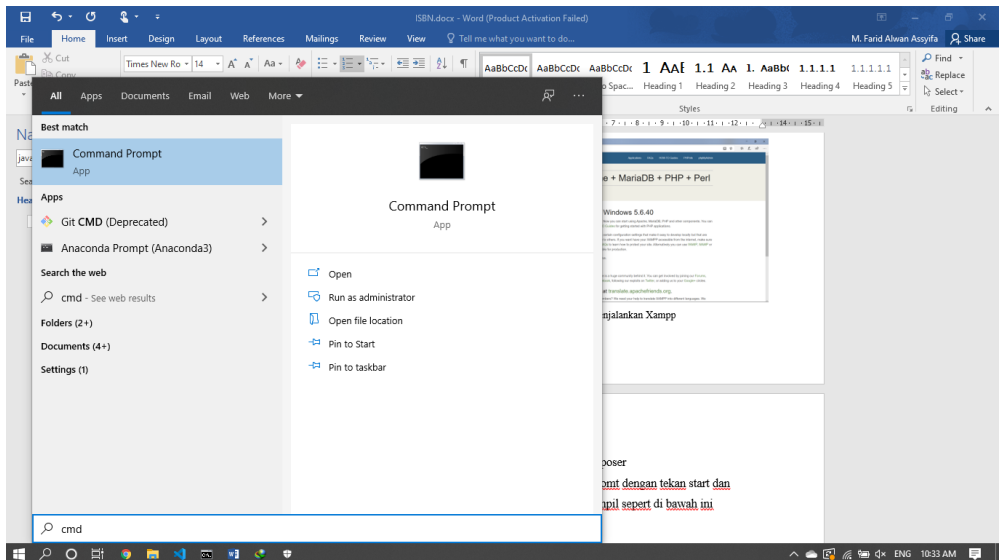 ISBN.docx - Word (Product Activation Failed)
File Home Insert Design Layout References Mailings Review View Tell me what you want to do... M. Farid Alwan Assyifa Share
Cut
Copy
Times New Ro 14
AaBbCcDc AaBbCcDc AaBbCcDc 1 AaE 1.1 AA 1. AaBb( 1.1.1.1 1.1.1.1.1
o Spac... Heading 1 Heading 2 Heading 3 Heading 4 Heading 5
Styles
Find
Replace
Select
Editing
All Apps Documents Email Web More
Best match
Command Prompt
App
Apps
Git CMD (Deprecated)
Anaconda Prompt (Anaconda3)
Search the web
cmd - See web results
Folders (2+)
Documents (4+)
Settings (1)
Command Prompt
App
Open
Run as administrator
Open file location
Pin to Start
Pin to taskbar
e + MariaDB + PHP + Perl
Windows 5.6.40
njalankan Xampp
poser
omt dengan tekan start dan
npil sepert di bawah ini
cmd
ENG 10:33 AM